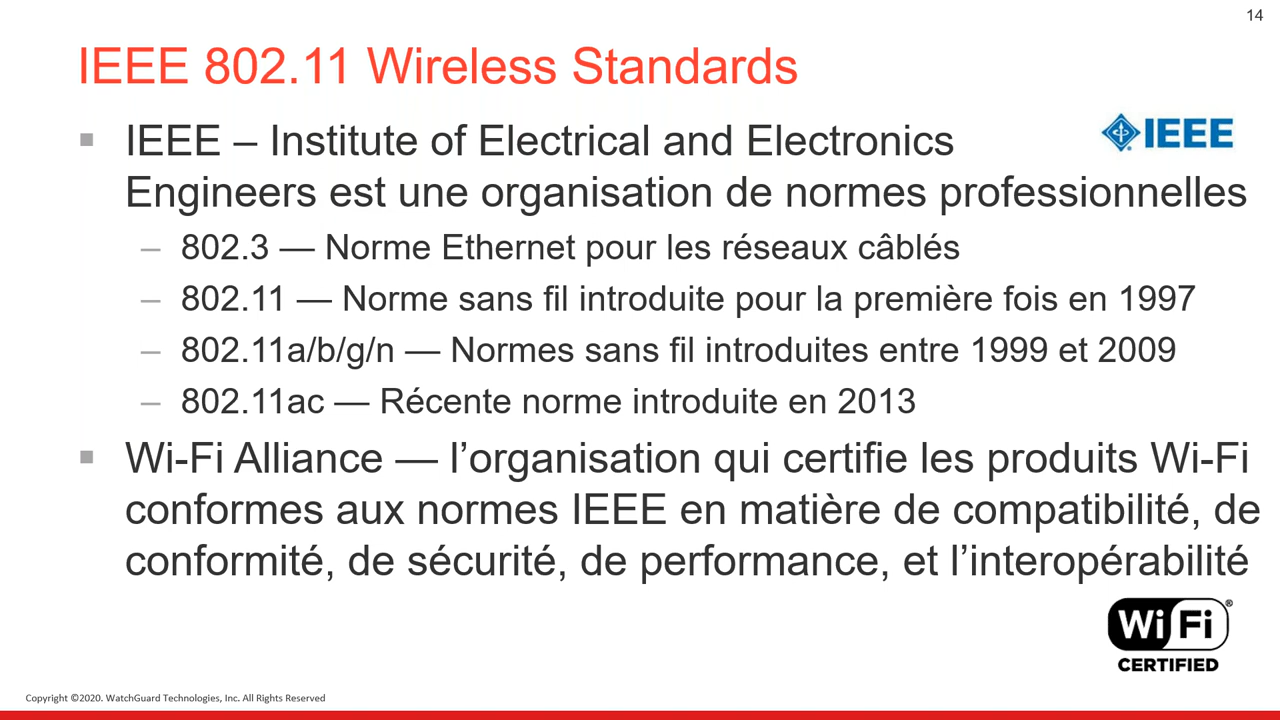 14
IEEE 802.11 Wireless Standards
▪ IEEE – Institute of Electrical and Electronics
IEEE
Engineers est une organisation de normes professionnelles
– 802.3 — Norme Ethernet pour les réseaux câblés
– 802.11 — Norme sans fil introduite pour la première fois en 1997
– 802.11a/b/g/n — Normes sans fil introduites entre 1999 et 2009
– 802.11ac — Récente norme introduite en 2013
▪ Wi-Fi Alliance — l’organisation qui certifie les produits Wi-Fi
conformes aux normes IEEE en matière de compatibilité, de
conformité, de sécurité, de performance, et l’interopérabilité
Wi Fi®
CERTIFIED
Copyright ©2020. WatchGuard Technologies, Inc. All Rights Reserved